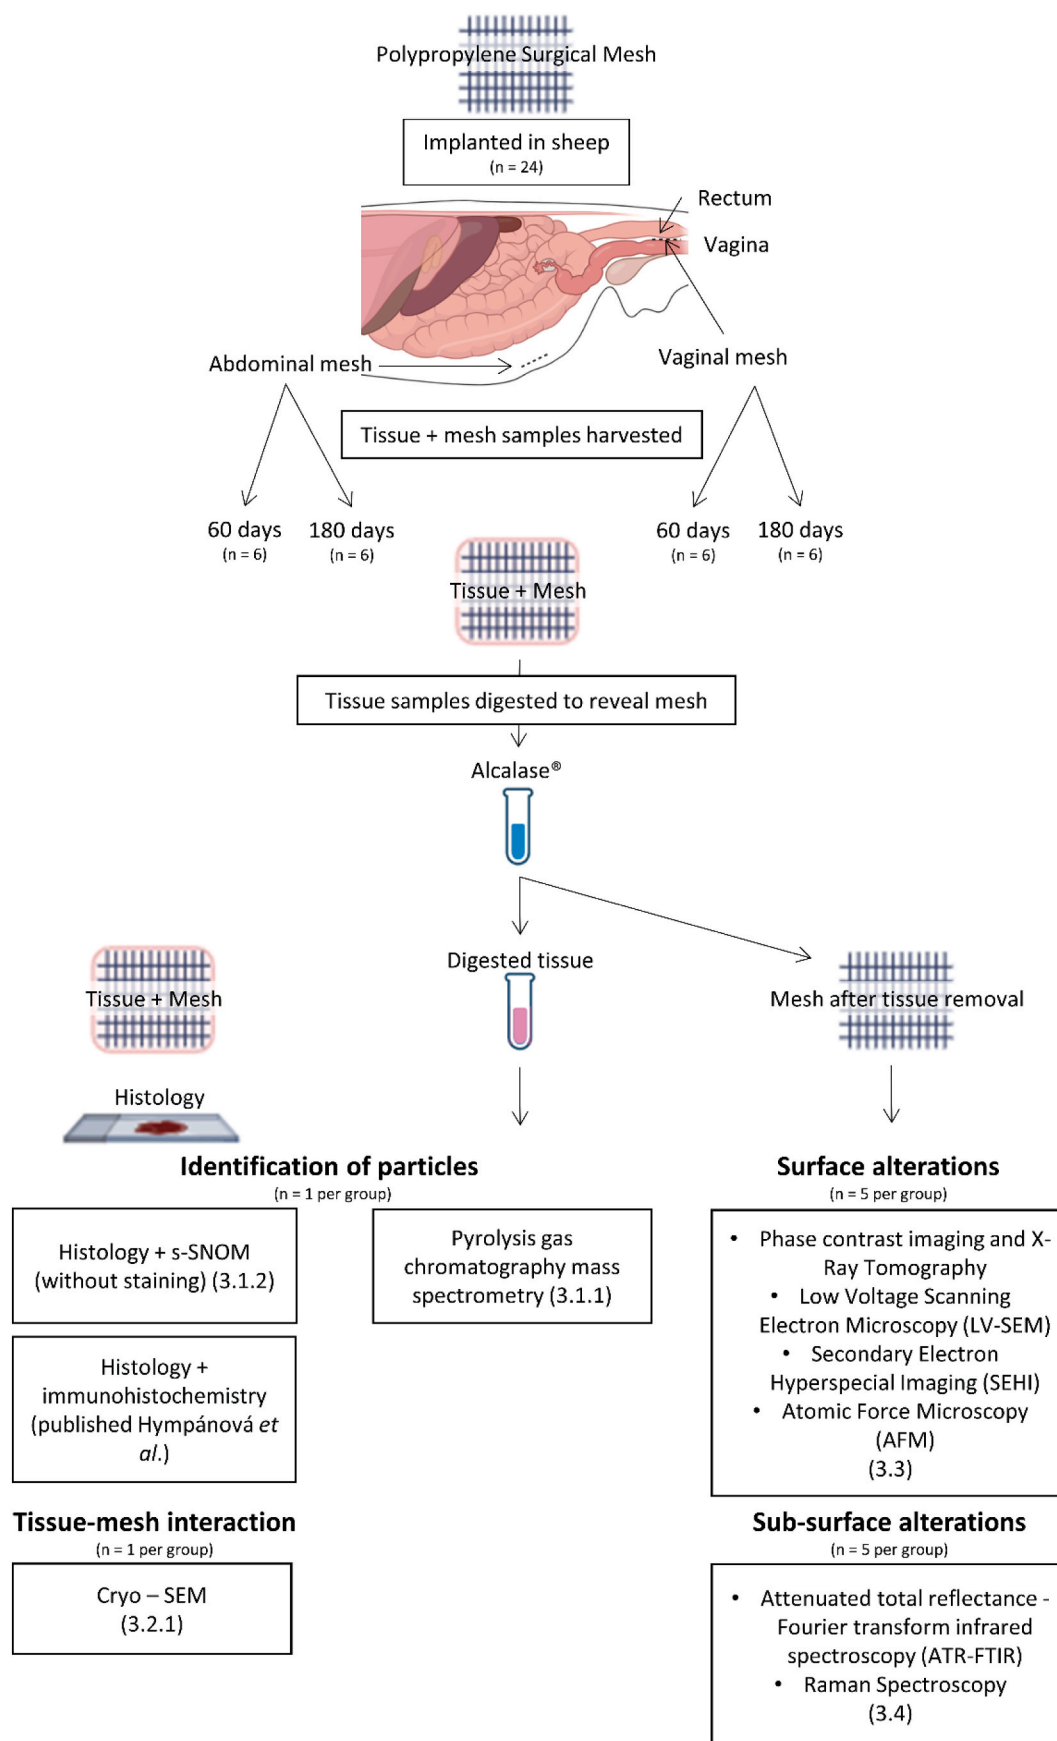 Polypropylene Surgical Mesh
Implanted in sheep
(n = 24)
Rectum
Vagina
Abdominal mesh
Vaginal mesh
Tissue + mesh samples harvested
60 days
(n = 6)
180 days
(n = 6)
60 days
(n = 6)
180 days
(n = 6)
Tissue + Mesh
Tissue samples digested to reveal mesh
Alcalase®
Digested tissue
Tissue + Mesh
Mesh after tissue removal
Histology
Identification of particles
(n = 1 per group)
Histology + s-SNOM
(without staining) (3.1.2)
Pyrolysis gas
chromatography mass
spectrometry (3.1.1)
Histology +
immunohistochemistry
(published Hympánová et
al.)
Tissue-mesh interaction
(n = 1 per group)
Cryo – SEM
(3.2.1)
Surface alterations
(n = 5 per group)
• Phase contrast imaging and X-
Ray Tomography
• Low Voltage Scanning
Electron Microscopy (LV-SEM)
• Secondary Electron
Hyperspecial Imaging (SEHI)
• Atomic Force Microscopy
(AFM)
(3.3)
Sub-surface alterations
(n = 5 per group)
• Attenuated total reflectance -
Fourier transform infrared
spectroscopy (ATR-FTIR)
• Raman Spectroscopy
(3.4)